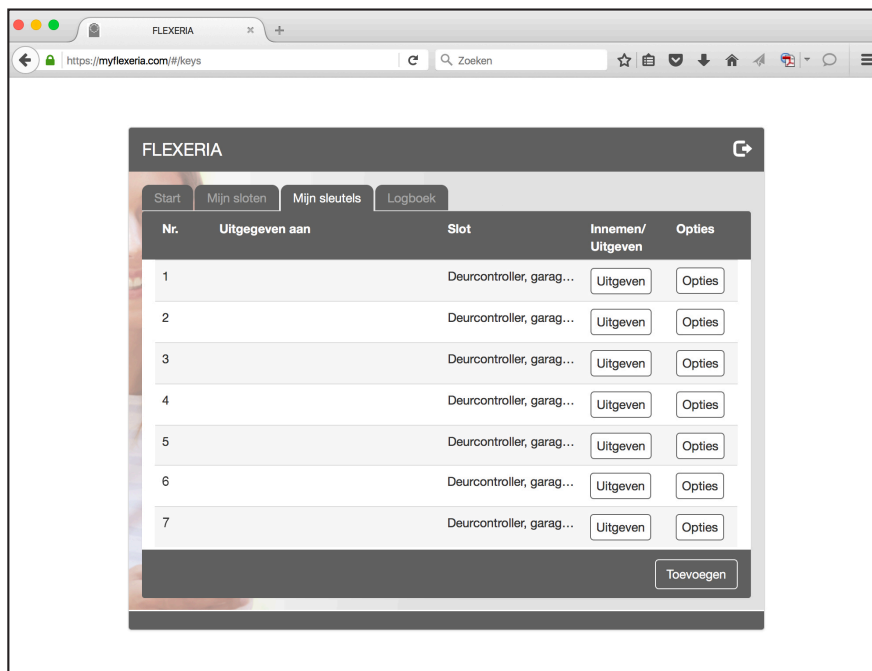 FLEXERIA
https://myflexeria.com/#/keys
Zoeken
FLEXERIA
Start Mijn sloten Mijn sleutels Logboek
Nr. Uitgegeven aan Slot Innemen/ Opties
Uitgeven
1 Deurcontroller, garag... Uitgeven Opties
2 Deurcontroller, garag... Uitgeven Opties
3 Deurcontroller, garag... Uitgeven Opties
4 Deurcontroller, garag... Uitgeven Opties
5 Deurcontroller, garag... Uitgeven Opties
6 Deurcontroller, garag... Uitgeven Opties
7 Deurcontroller, garag... Uitgeven Opties
Toevoegen